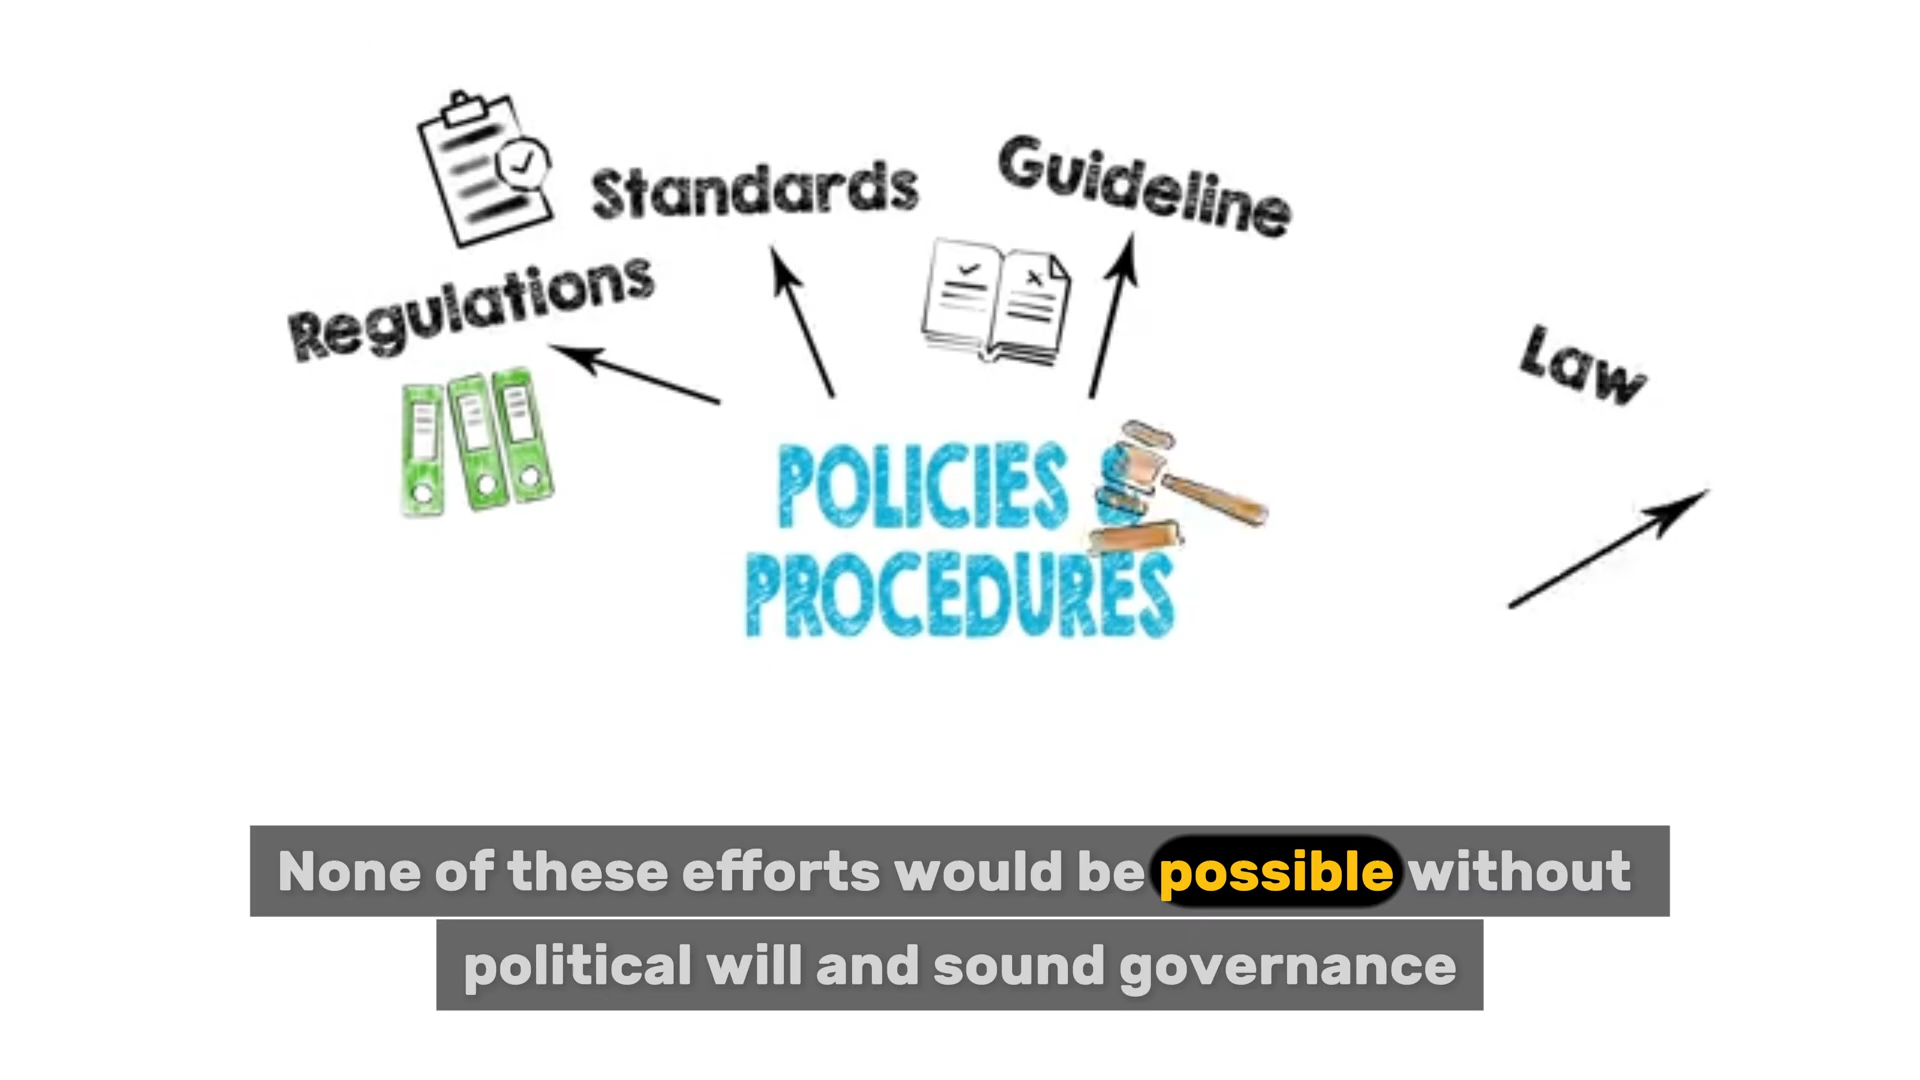 Standards
Guideline
Regulations
Law
POLICIES &
PROCEDURES
None of these efforts would be possible without
political will and sound governance